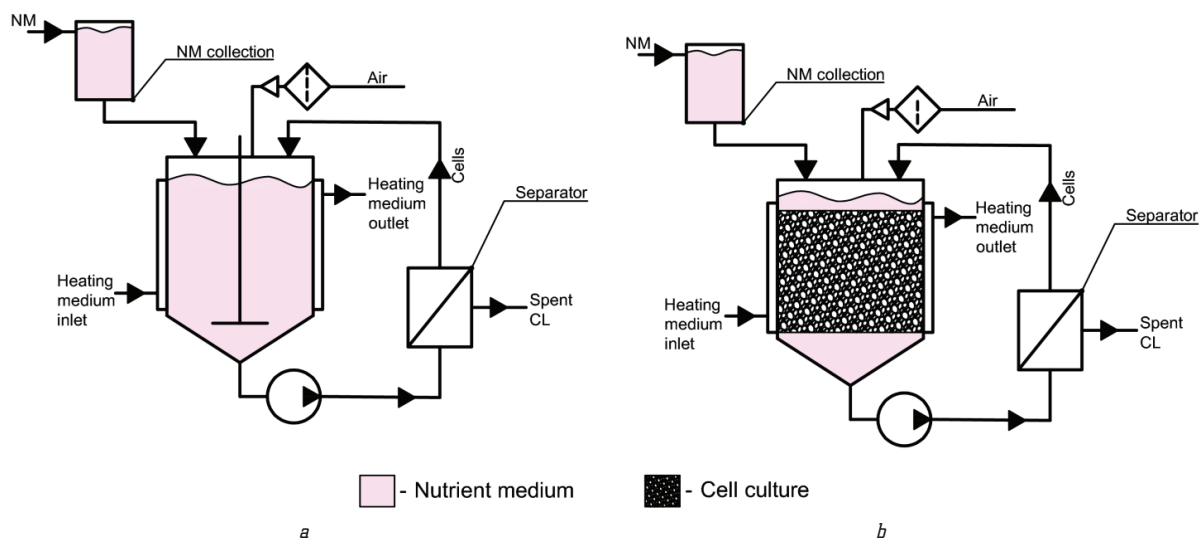 NM
NM collection
Air
Cells
Heating
medium
outlet
Separator
Heating
medium
inlet
Spent
CL
NM
NM collection
Air
Cells
Heating
medium
outlet
Separator
Heating
medium
inlet
Spent
CL
- Nutrient medium
- Cell culture
a
b